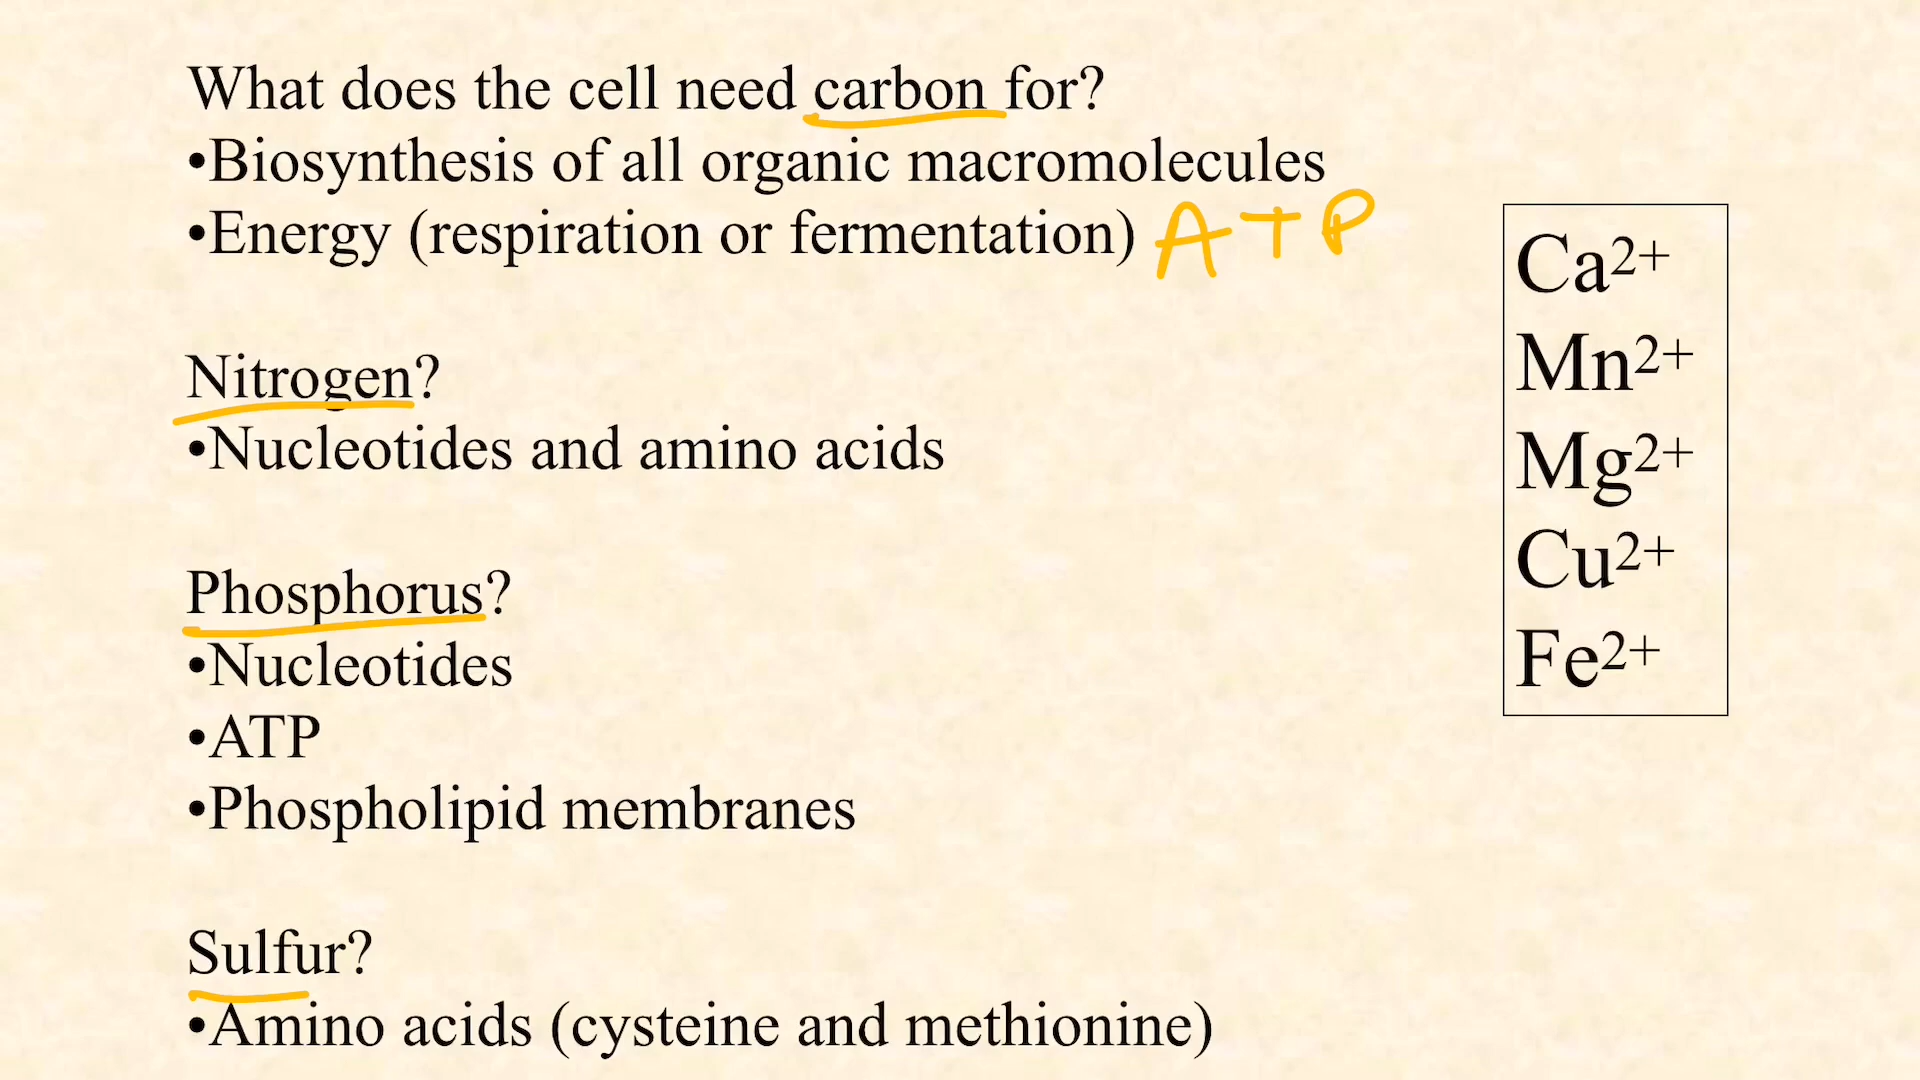 What does the cell need carbon for?
•Biosynthesis of all organic macromolecules
•Energy (respiration or fermentation) ATP
Nitrogen?
•Nucleotides and amino acids
Phosphorus?
•Nucleotides
•ATP
•Phospholipid membranes
Sulfur?
•Amino acids (cysteine and methionine)
Ca2+
Mn2+
Mg2+
Cu2+
Fe2+